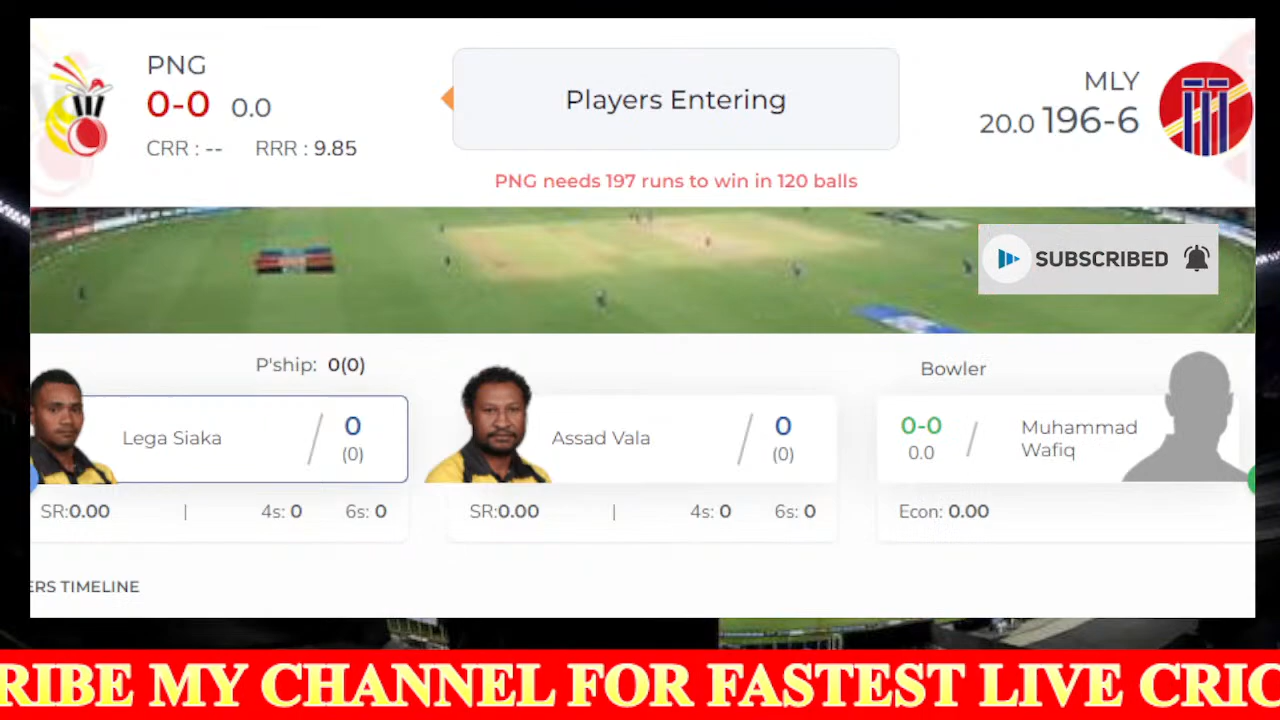 PNG
0-0 0.0
CRR : -- RRR : 9.85
Players Entering
MLY
20.0 196-6
PNG needs 197 runs to win in 120 balls
SUBSCRIBED
P'ship: 0(0)
Lega Siaka 0
(0)
SR:0.00 | 4s: 0 6s: 0
Assad Vala 0
(0)
SR:0.00 | 4s: 0 6s: 0
Bowler
0-0
0.0
Muhammad
Wafiq
Econ: 0.00
ERS TIMELINE
RIBE MY CHANNEL FOR FASTEST LIVE CRIC